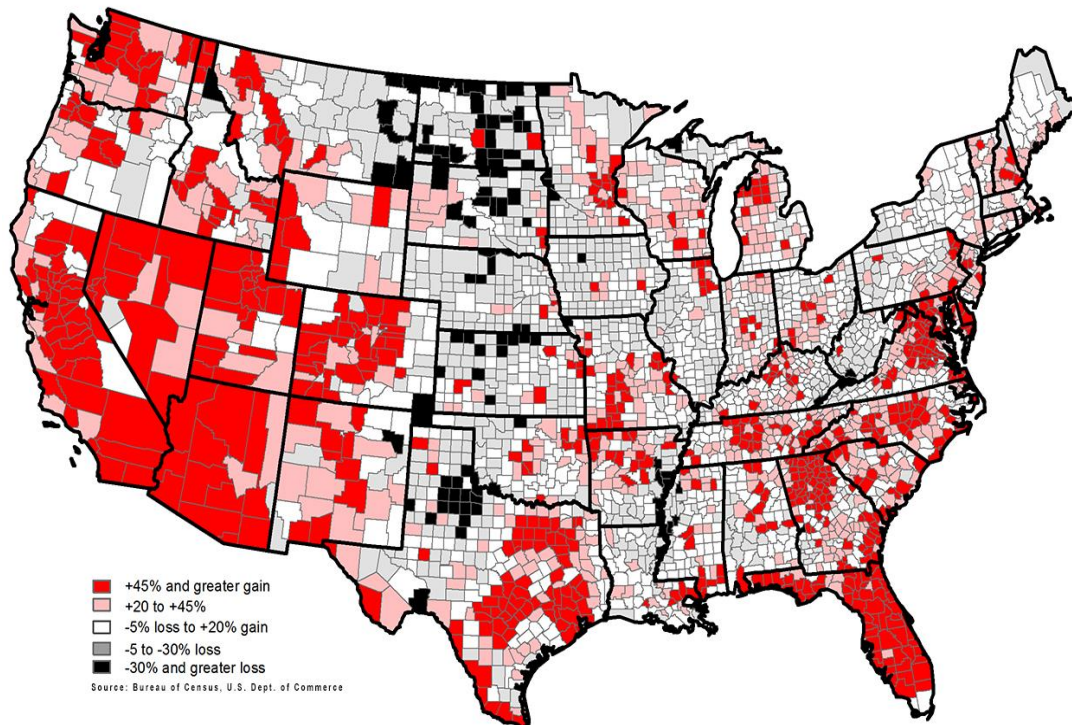 +45% and greater gain
+20 to +45%
-5% loss to +20% gain
-5 to -30% loss
-30% and greater loss
Source: Bureau of Census, U.S. Dept. of Commerce